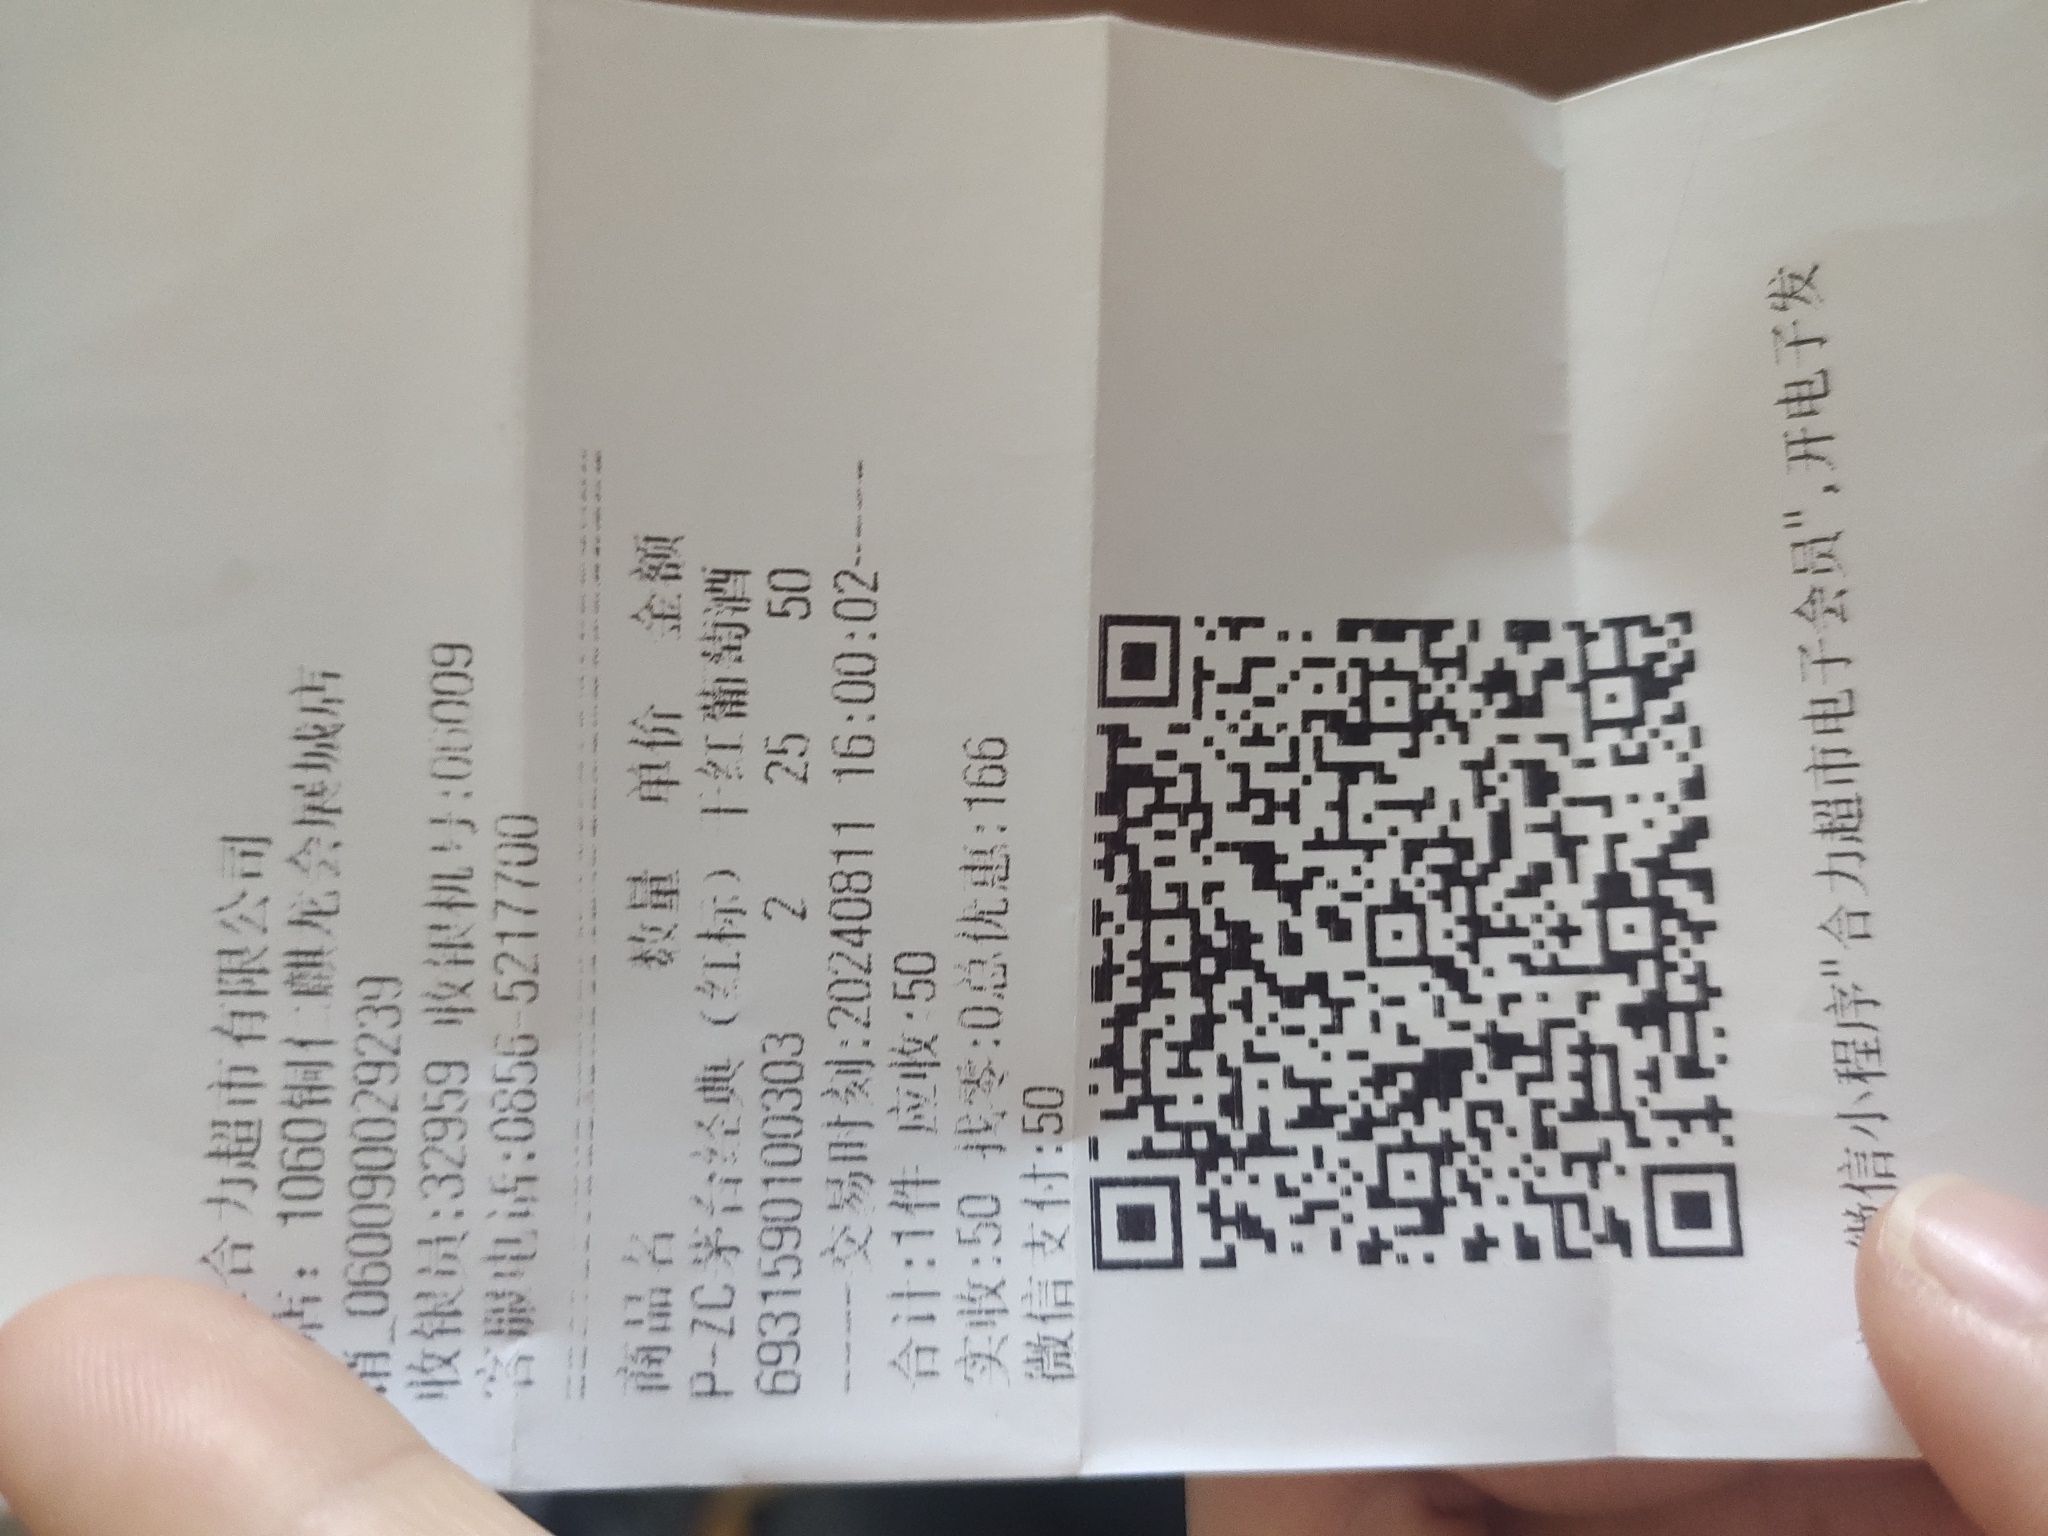 合力超市有限公司
店: 1060铜仁麒龙会展城店
销_060090029239
收银员:32959 收银机号:006009
客服电话:0856-5217700
商品名 数量 单价 金额
P-ZC茅台经典（红标）干红葡萄酒
6931590100303 2 25 50
-----交易时刻:20240811 16:00:02-----
合计:1件 应收:50
实收:50 找零:0总优惠:166
微信支付:50
微信小程序"合力超市电子会员",开电子发